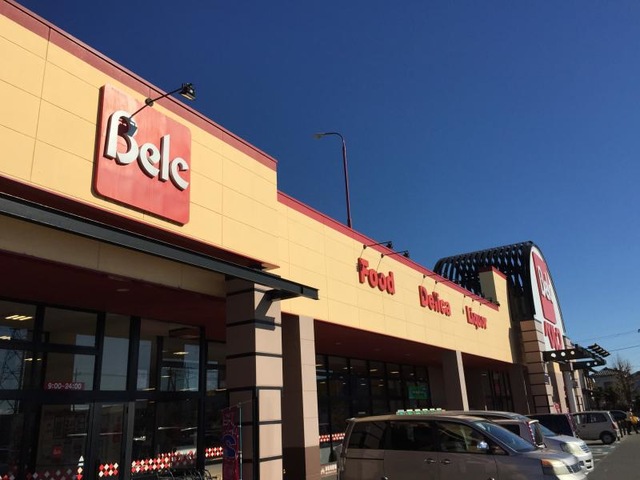 Belc
Food
Delica
Liquor
9:00-24:00